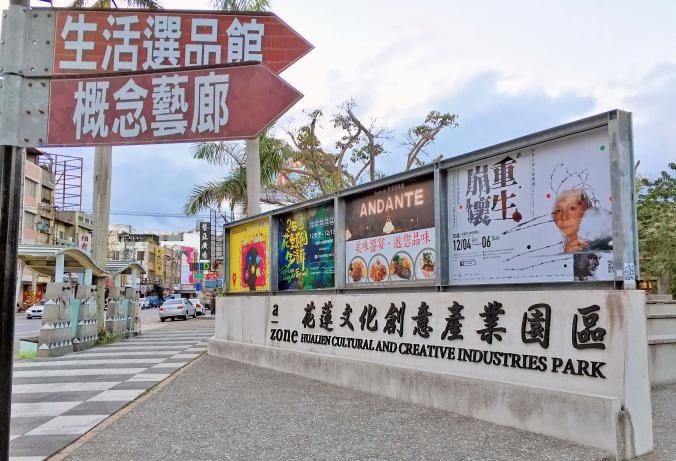 生活選品館
概念藝廊
ANDANTE
美味饗宴·邀您品味
重生
崩壞
12/04 Fri - 06 Sun
a
zone
花蓮文化創意產業園區
HUALIEN CULTURAL AND CREATIVE INDUSTRIES PARK